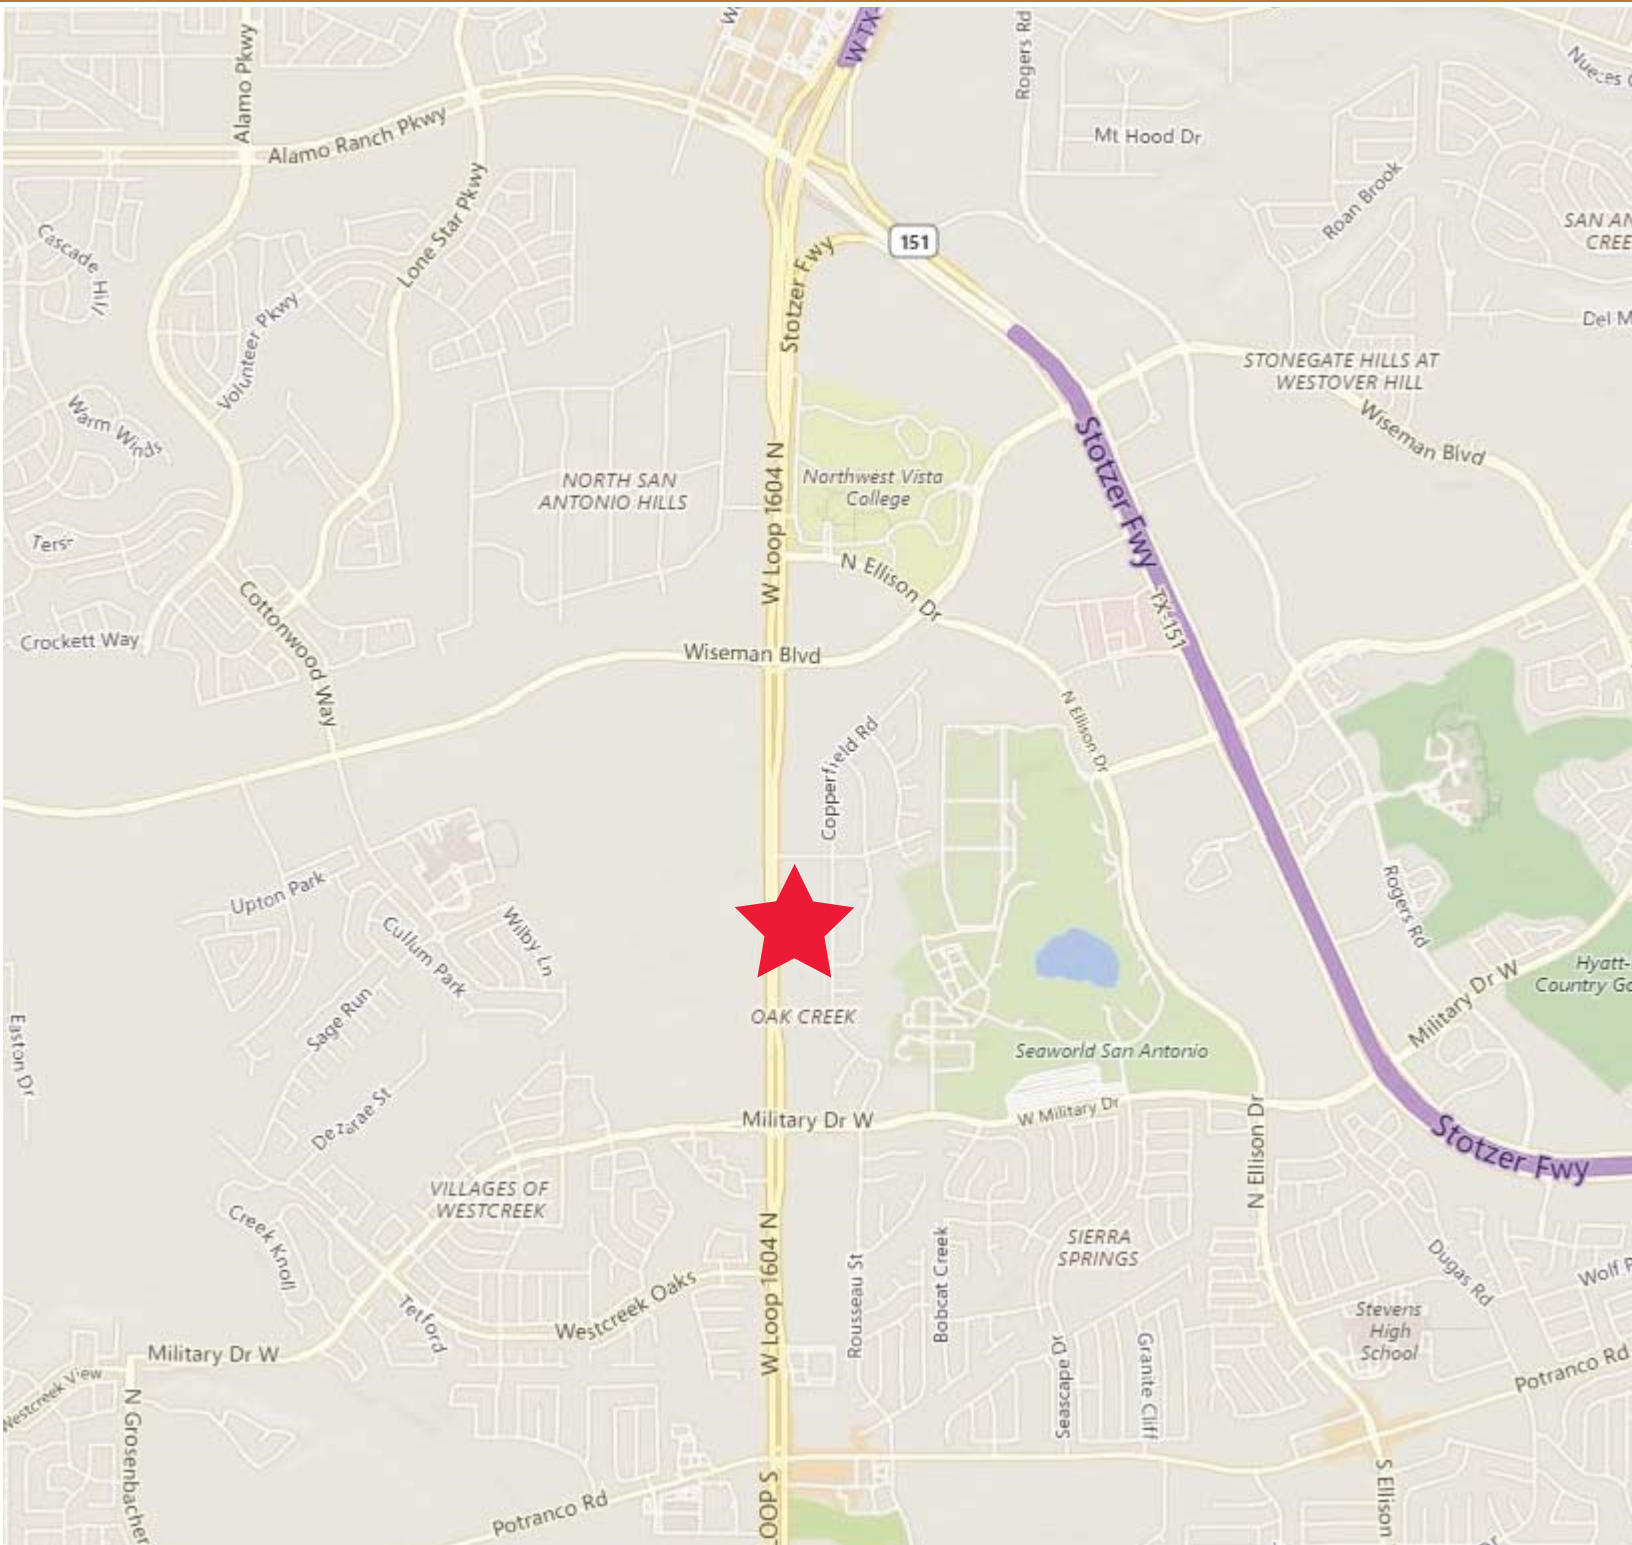 Alamo Pkwy
W TX-
Rogers Rd
Nueces
Alamo Ranch Pkwy
Mt Hood Dr
Lone Star Pkwy
Roan Brook
SAN AN
CREE
151
Cascade Hill
Stotzer Fwy
Volunteer Pkwy
Del M
STONEGATE HILLS AT
WESTOVER HILL
Warm Winds
Stotzer Fwy
Wiseman Blvd
W Loop 1604 N
NORTH SAN
ANTONIO HILLS
Northwest Vista
College
N Ellison Dr
TX-151
Cottonwood Way
Crockett Way
Wiseman Blvd
N Ellison Dr
Copperfield Rd
Upton Park
Cullum Park
Wilby Ln
Rogers Rd
Hyatt-
Country Go
Military Dr W
Sage Run
OAK CREEK
Easton Dr
Seaworld San Antonio
Dezarae St
Military Dr W
W Military Dr
N Ellison Dr
Stotzer Fwy
VILLAGES OF
WESTCREEK
Creek Knoll
W Loop 1604 N
Rousseau St
Bobcat Creek
SIERRA
SPRINGS
Dugas Rd
Wolf
Telford
Westcreek Oaks
Seascape Dr
Granite Cliff
Stevens
High
School
Military Dr W
Westcreek View
Potranco Rd
N Grosenbacher
Potranco Rd
LOOP S
S Ellison